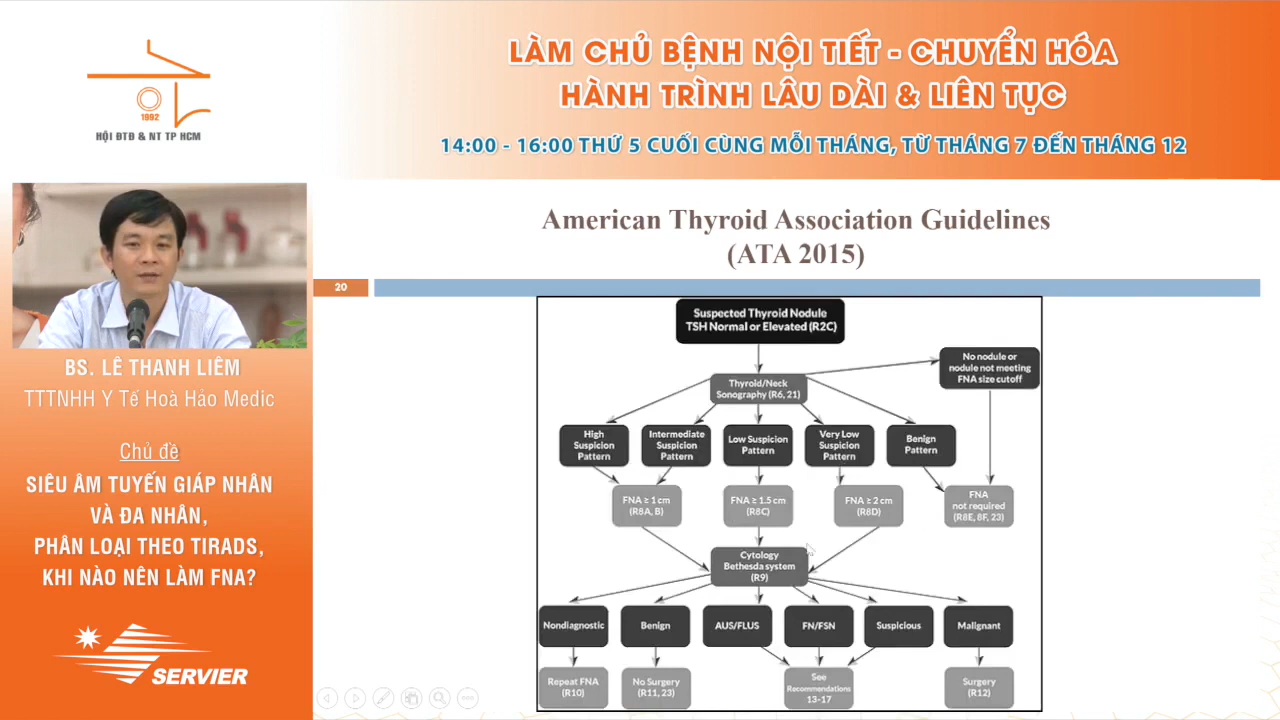 LÀM CHỦ BỆNH NỘI TIẾT - CHUYỂN HÓA
HÀNH TRÌNH LÂU DÀI & LIÊN TỤC
14:00 - 16:00 THỨ 5 CUỐI CÙNG MỖI THÁNG, TỪ THÁNG 7 ĐẾN THÁNG 12
1992
HỘI ĐTĐ & NT TP HCM
BS. LÊ THANH LIÊM
TTTNHH Y Tế Hoà Hảo Medic
Chủ đề
SIÊU ÂM TUYẾN GIÁP NHÂN
VÀ ĐA NHÂN,
PHÂN LOẠI THEO TIRADS,
KHI NÀO NÊN LÀM FNA?
SERVIER
American Thyroid Association Guidelines
(ATA 2015)
20
Suspected Thyroid Nodule
TSH Normal or Elevated (R2C)
No nodule or
nodule not meeting
FNA size cutoff
Thyroid/Neck
Sonography (R6, 21)
High
Suspicion
Pattern
Intermediate
Suspicion
Pattern
Low Suspicion
Pattern
Very Low
Suspicion
Pattern
Benign
Pattern
FNA ≥ 1 cm
(R8A, B)
FNA ≥ 1.5 cm
(R8C)
FNA ≥ 2 cm
(R8D)
FNA
not required
(R8E, 8F, 23)
Cytology
Bethesda system
(R9)
Nondiagnostic
Benign
AUS/FLUS
FN/FSN
Suspicious
Malignant
Repeat FNA
(R10)
No Surgery
(R11, 23)
See
Recommendations
13-17
Surgery
(R12)